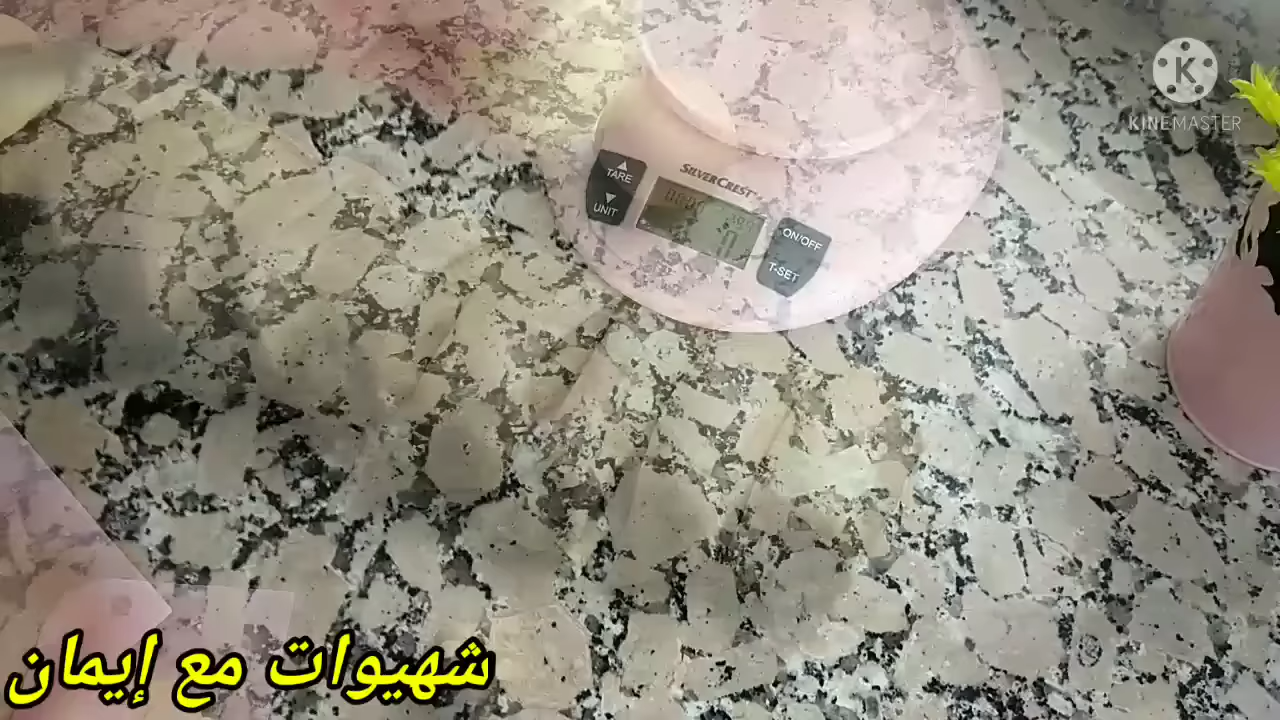 K
KINEMASTER
SILVERCREST
TARE
UNIT
ON/OFF
T-SET
شهيوات مع إيمان